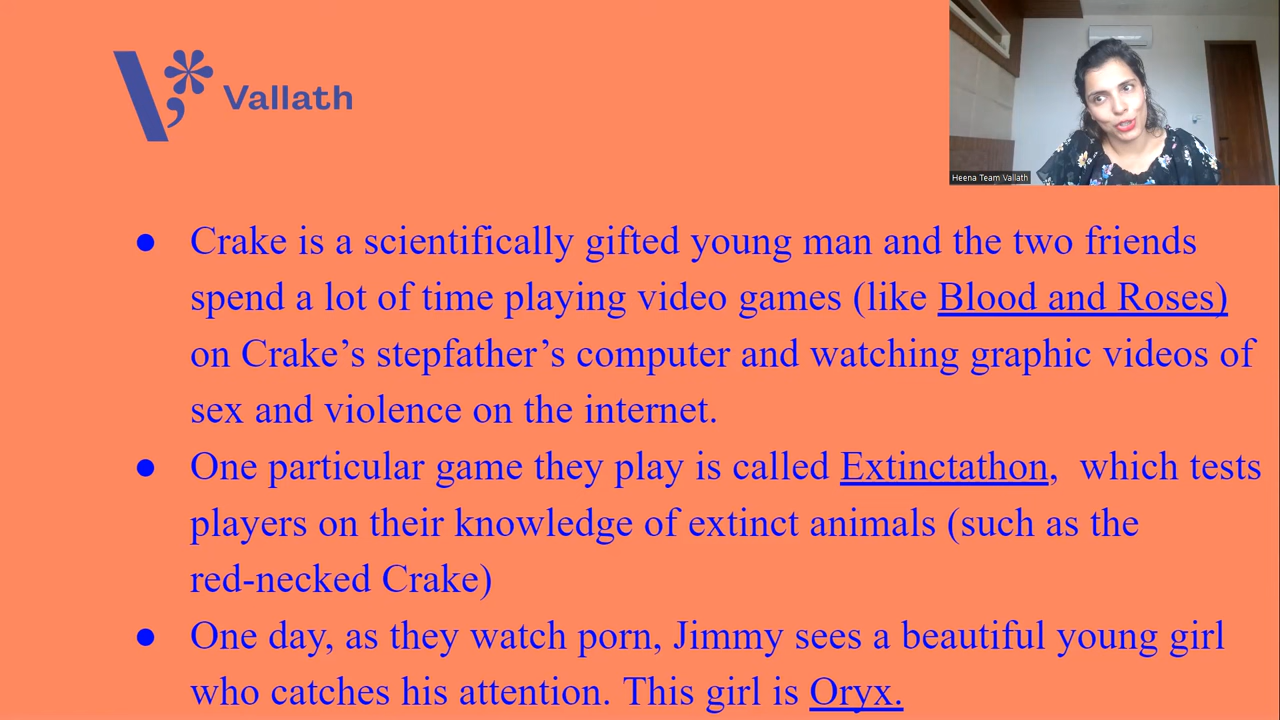 Vallath
Heena Team Vallath
● Crake is a scientifically gifted young man and the two friends
spend a lot of time playing video games (like Blood and Roses)
on Crake’s stepfather’s computer and watching graphic videos of
sex and violence on the internet.
● One particular game they play is called Extinctathon,  which tests
players on their knowledge of extinct animals (such as the
red-necked Crake)
● One day, as they watch porn, Jimmy sees a beautiful young girl
who catches his attention. This girl is Oryx.